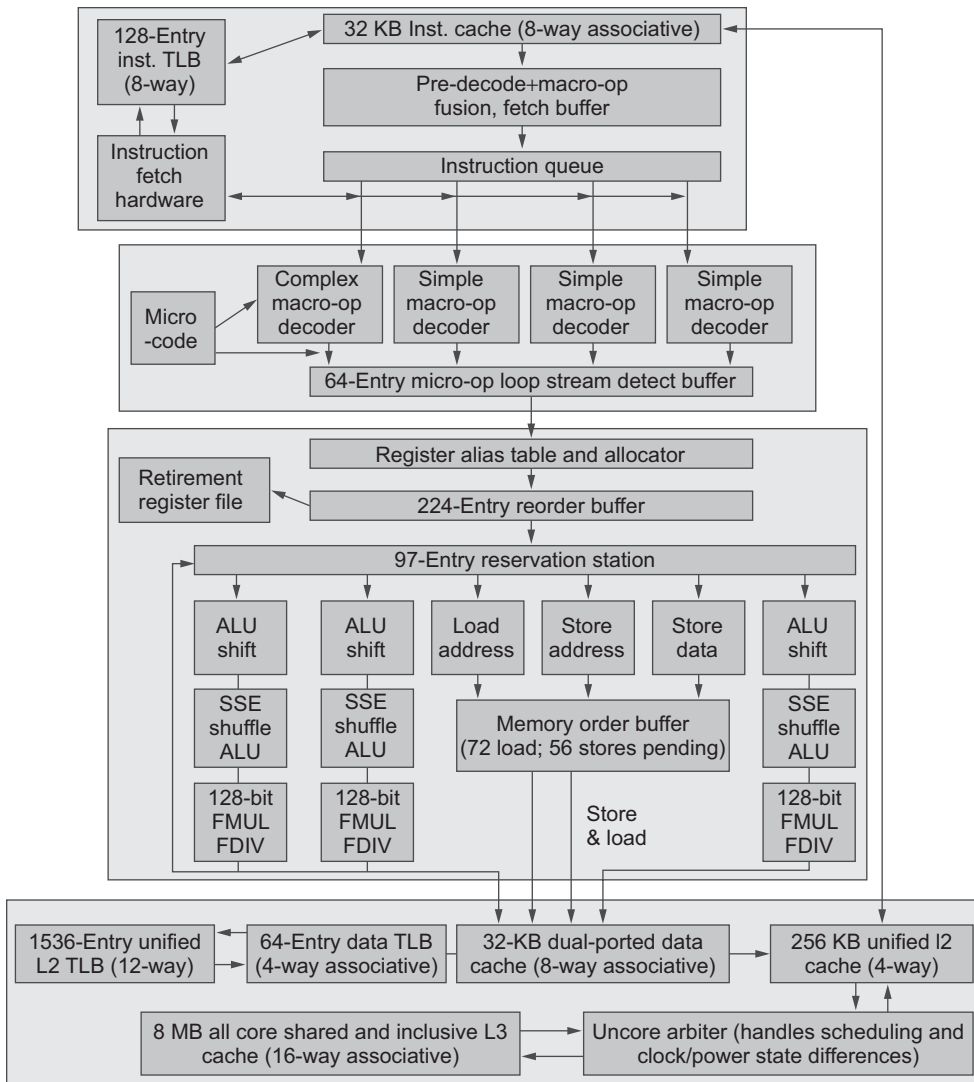 128-Entry
inst. TLB
(8-way)
32 KB Inst. cache (8-way associative)
Pre-decode+macro-op
fusion, fetch buffer
Instruction
fetch
hardware
Instruction queue
Micro
-code
Complex
macro-op
decoder
Simple
macro-op
decoder
Simple
macro-op
decoder
Simple
macro-op
decoder
64-Entry micro-op loop stream detect buffer
Register alias table and allocator
Retirement
register file
224-Entry reorder buffer
97-Entry reservation station
ALU
shift
SSE
shuffle
ALU
128-bit
FMUL
FDIV
ALU
shift
SSE
shuffle
ALU
128-bit
FMUL
FDIV
Load
address
Store
address
Store
data
Memory order buffer
(72 load; 56 stores pending)
Store
& load
ALU
shift
SSE
shuffle
ALU
128-bit
FMUL
FDIV
1536-Entry unified
L2 TLB (12-way)
64-Entry data TLB
(4-way associative)
32-KB dual-ported data
cache (8-way associative)
256 KB unified l2
cache (4-way)
8 MB all core shared and inclusive L3
cache (16-way associative)
Uncore arbiter (handles scheduling and
clock/power state differences)